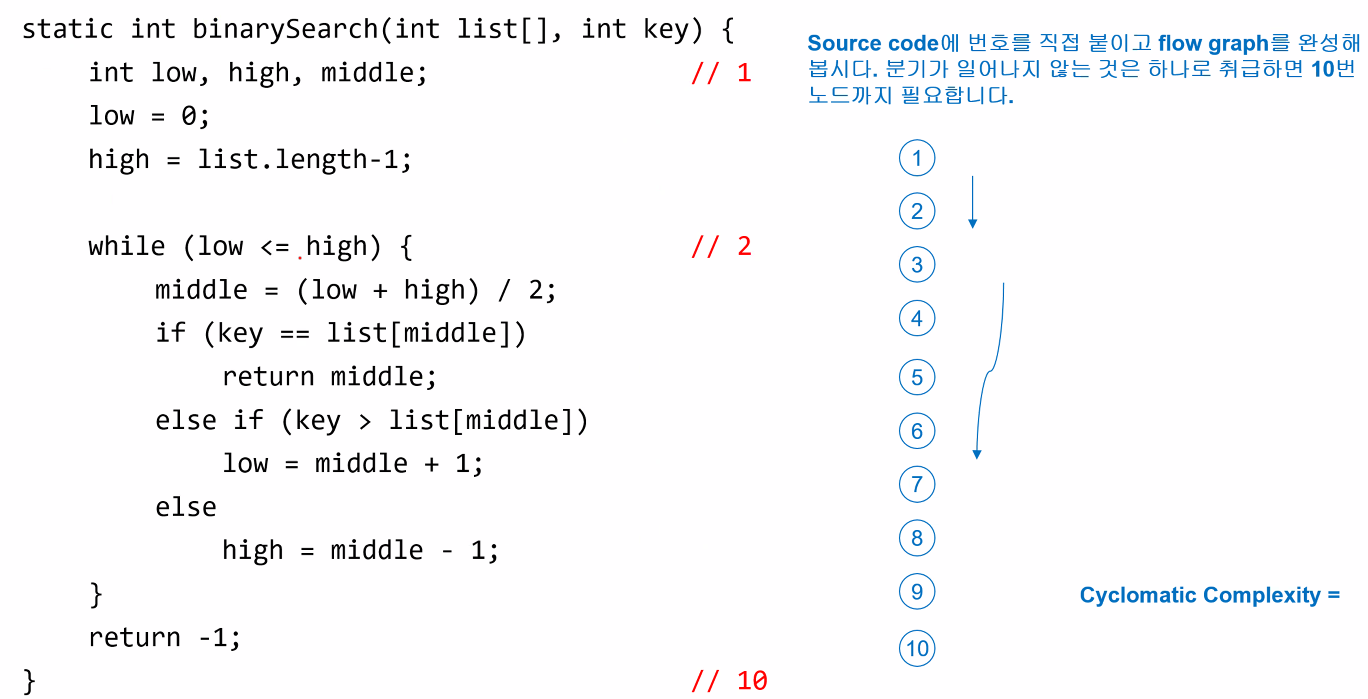 static int binarySearch(int list[], int key) {
int low, high, middle; // 1
low = 0;
high = list.length-1;
while (low <= high) { // 2
middle = (low + high) / 2;
if (key == list[middle])
return middle;
else if (key > list[middle])
low = middle + 1;
else
high = middle - 1;
}
return -1;
} // 10
Source code에 번호를 직접 붙이고 flow graph를 완성해
봅시다. 분기가 일어나지 않는 것은 하나로 취급하면 10번
노드까지 필요합니다.
1
2
3
4
5
6
7
8
9
10
Cyclomatic Complexity =